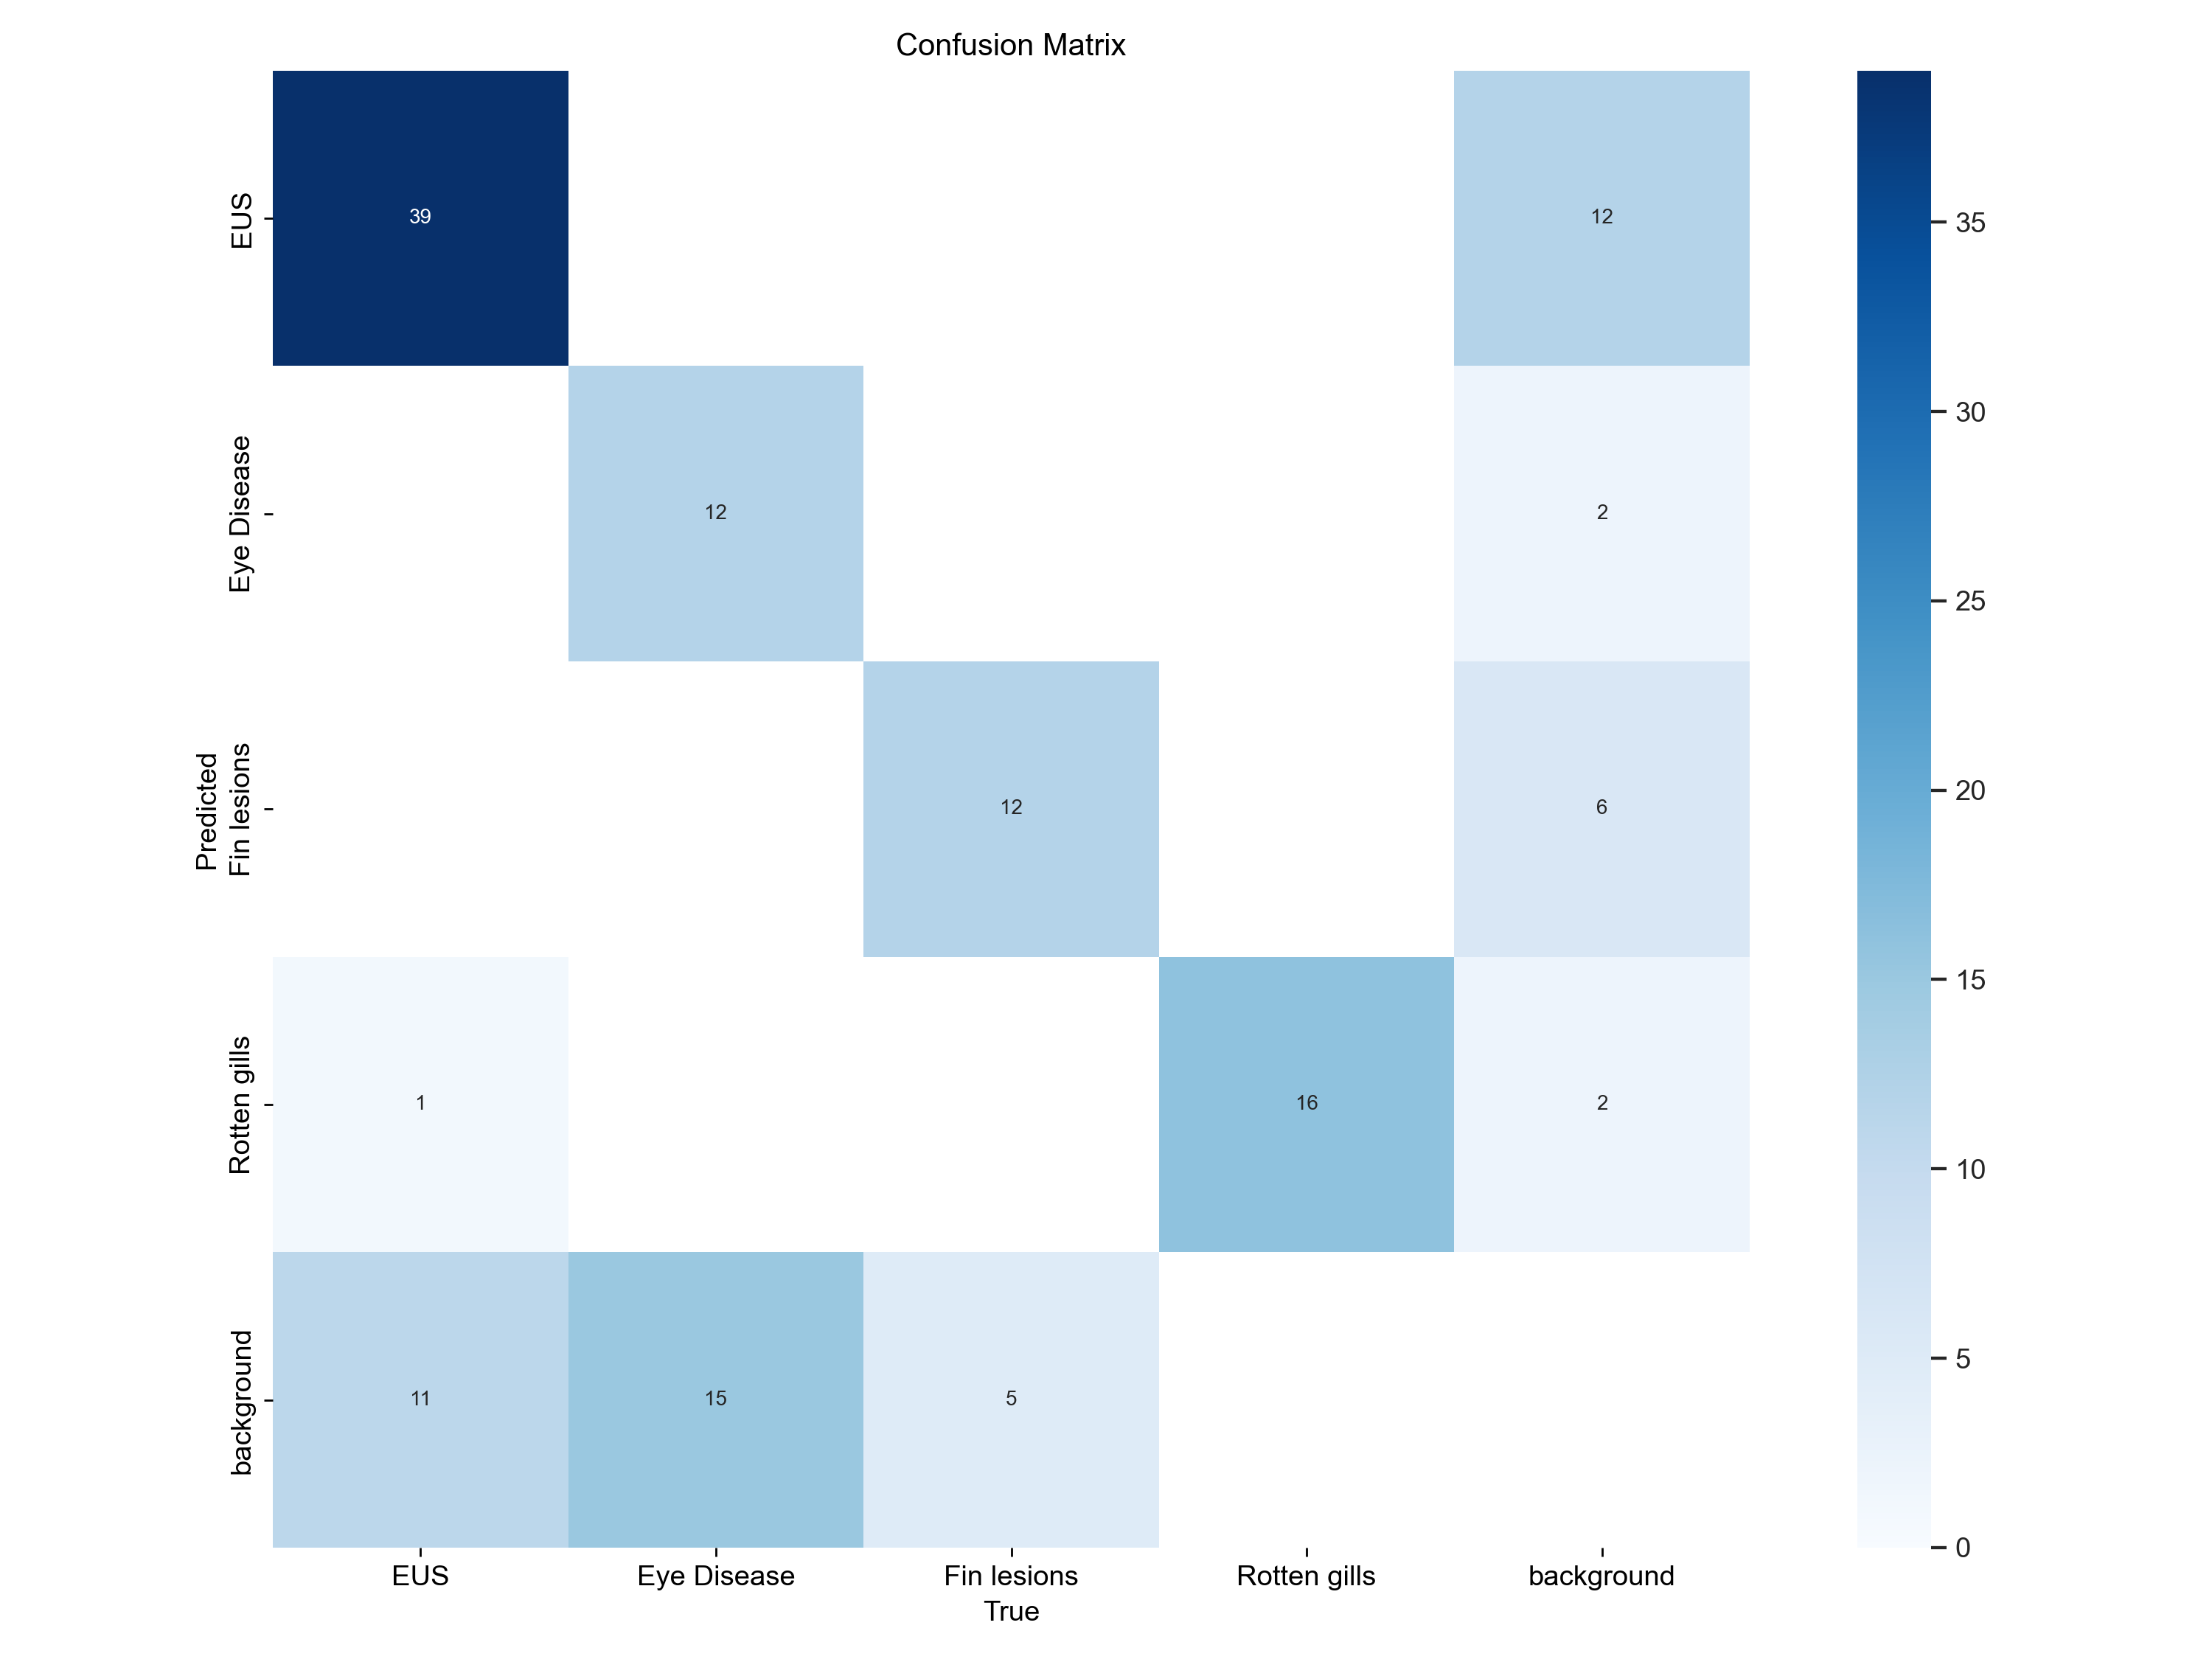 Confusion Matrix
EUS
39
12
35
30
Eye Disease
12
2
25
Predicted
Fin lesions
12
6
20
15
Rotten gills
1
16
2
10
background
11
15
5
5
0
EUS
Eye Disease
Fin lesions
Rotten gills
background
True